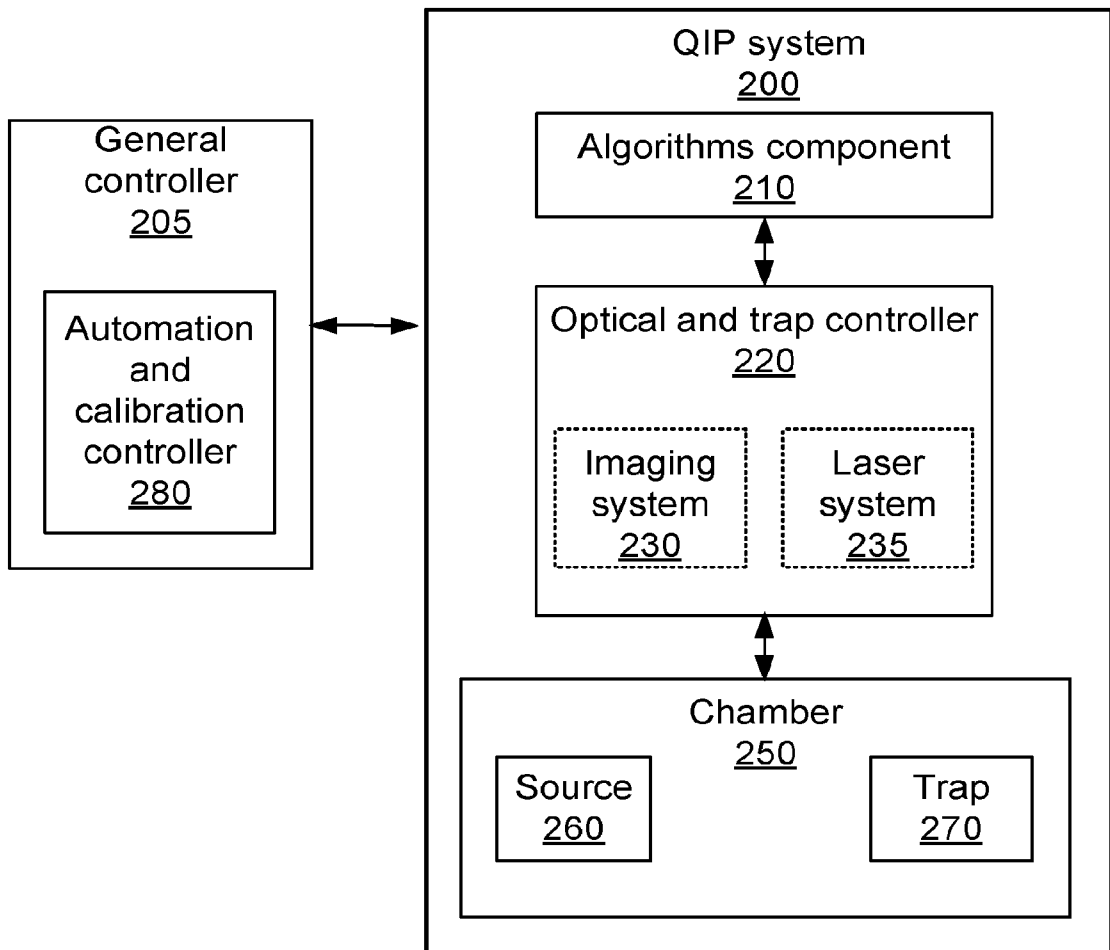 QIP system
200
General
controller
205
Automation
and
calibration
controller
280
Algorithms component
210
Optical and trap controller
220
Imaging
system
230
Laser
system
235
Chamber
250
Source
260
Trap
270